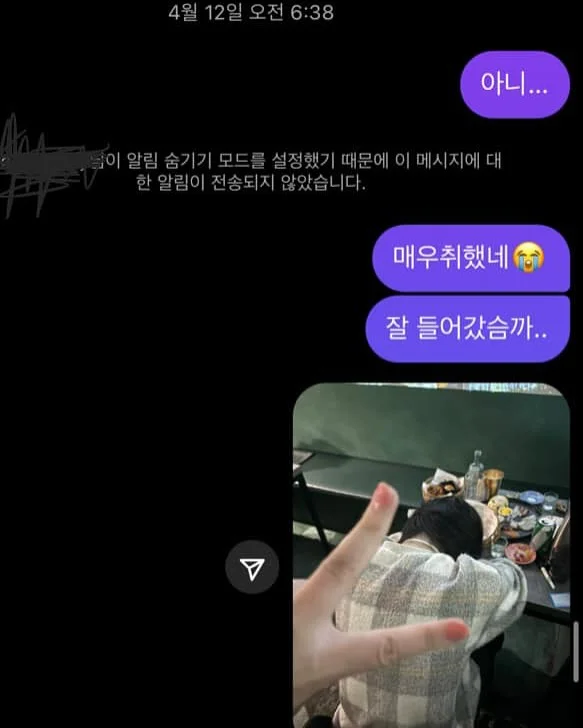 4월 12일 오전 6:38
아니...
이 알림 숨기기 모드를 설정했기 때문에 이 메시지에 대
한 알림이 전송되지 않았습니다.
매우취했네😭
잘 들어갔슴까..